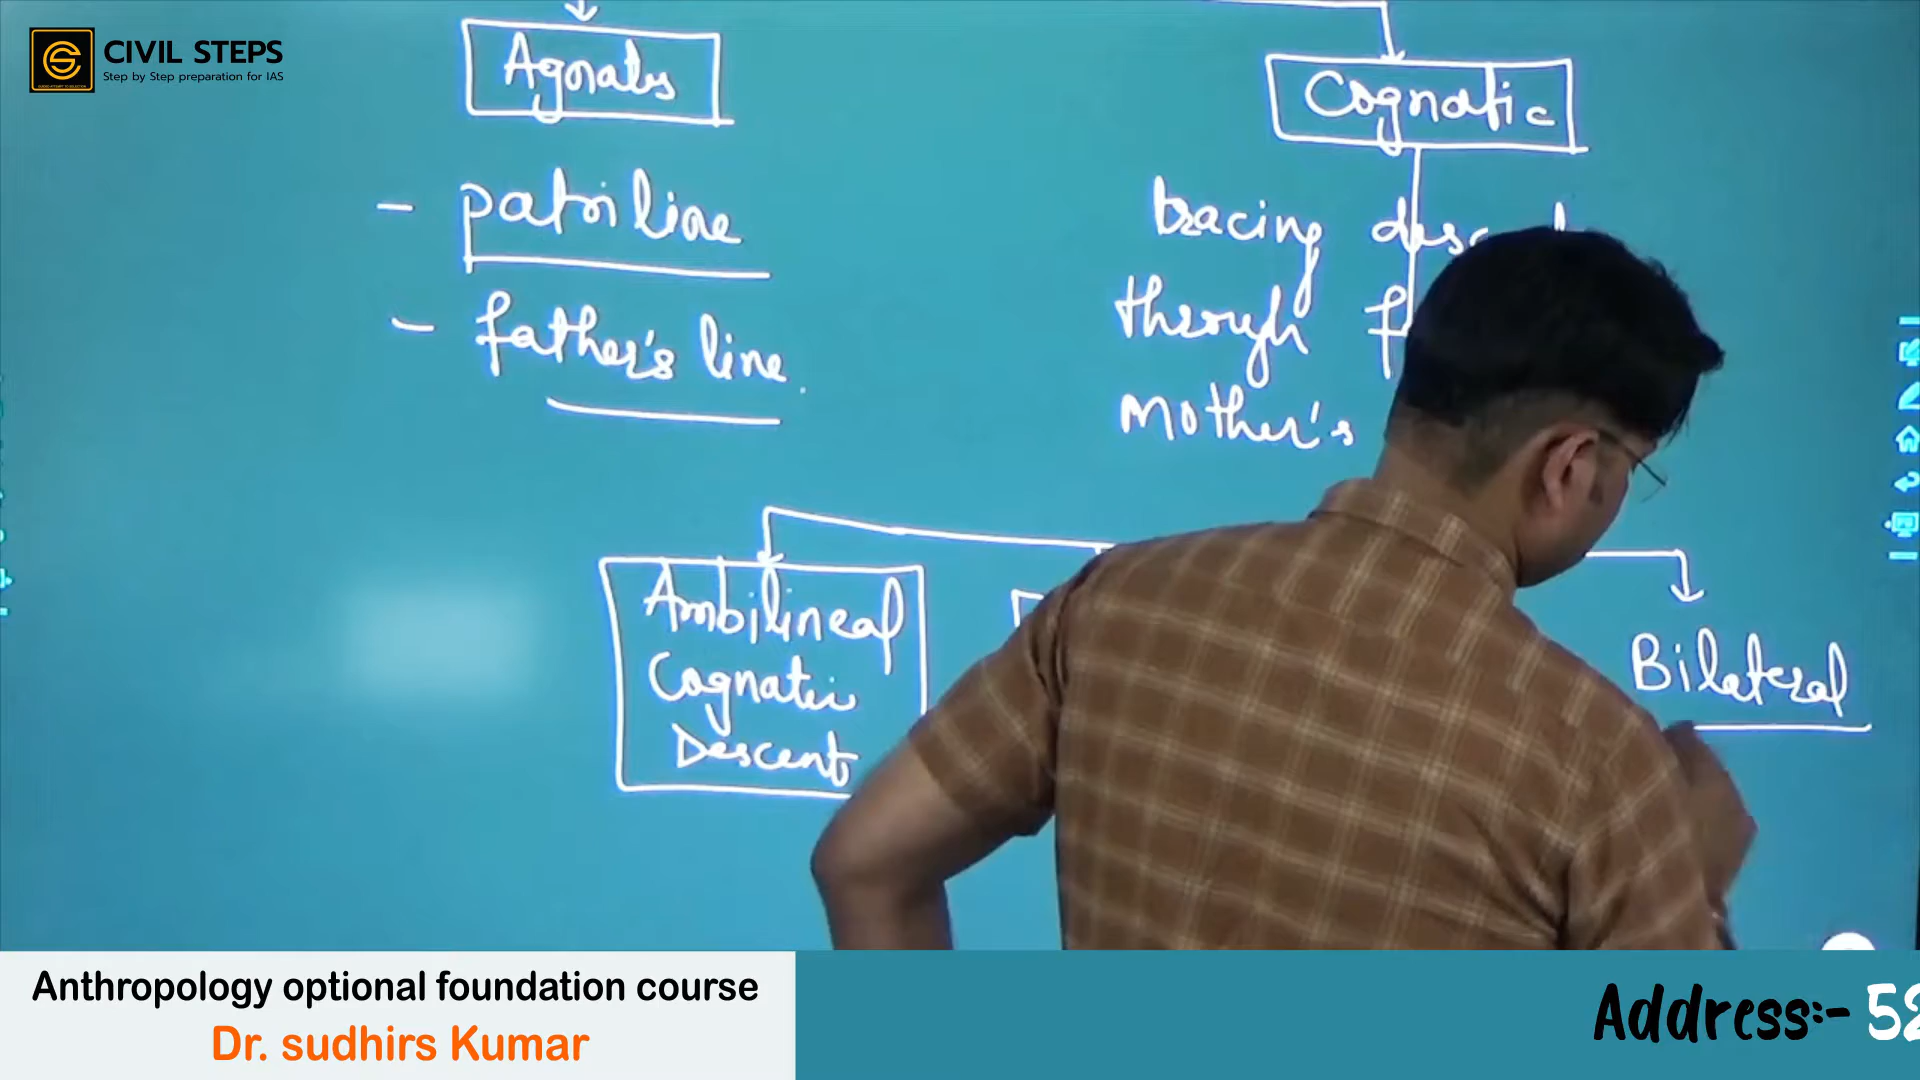 CIVIL STEPS
Step by Step preparation for IAS
Agnates
- patriline
- father's line.
Cognatic
tracing
through
mother's
Ambilineal
Cognatic
Descent
Bilateral
Anthropology optional foundation course
Dr. sudhirs Kumar
Address:- 52